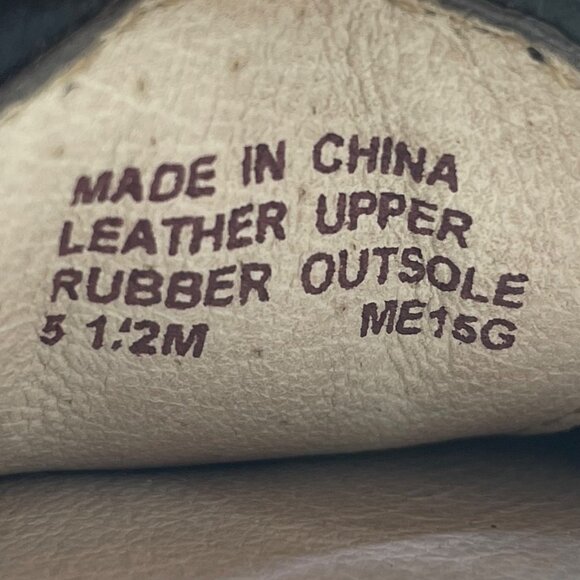 MADE IN CHINA
LEATHER UPPER
RUBBER OUTSOLE
5 1/2M ME15G